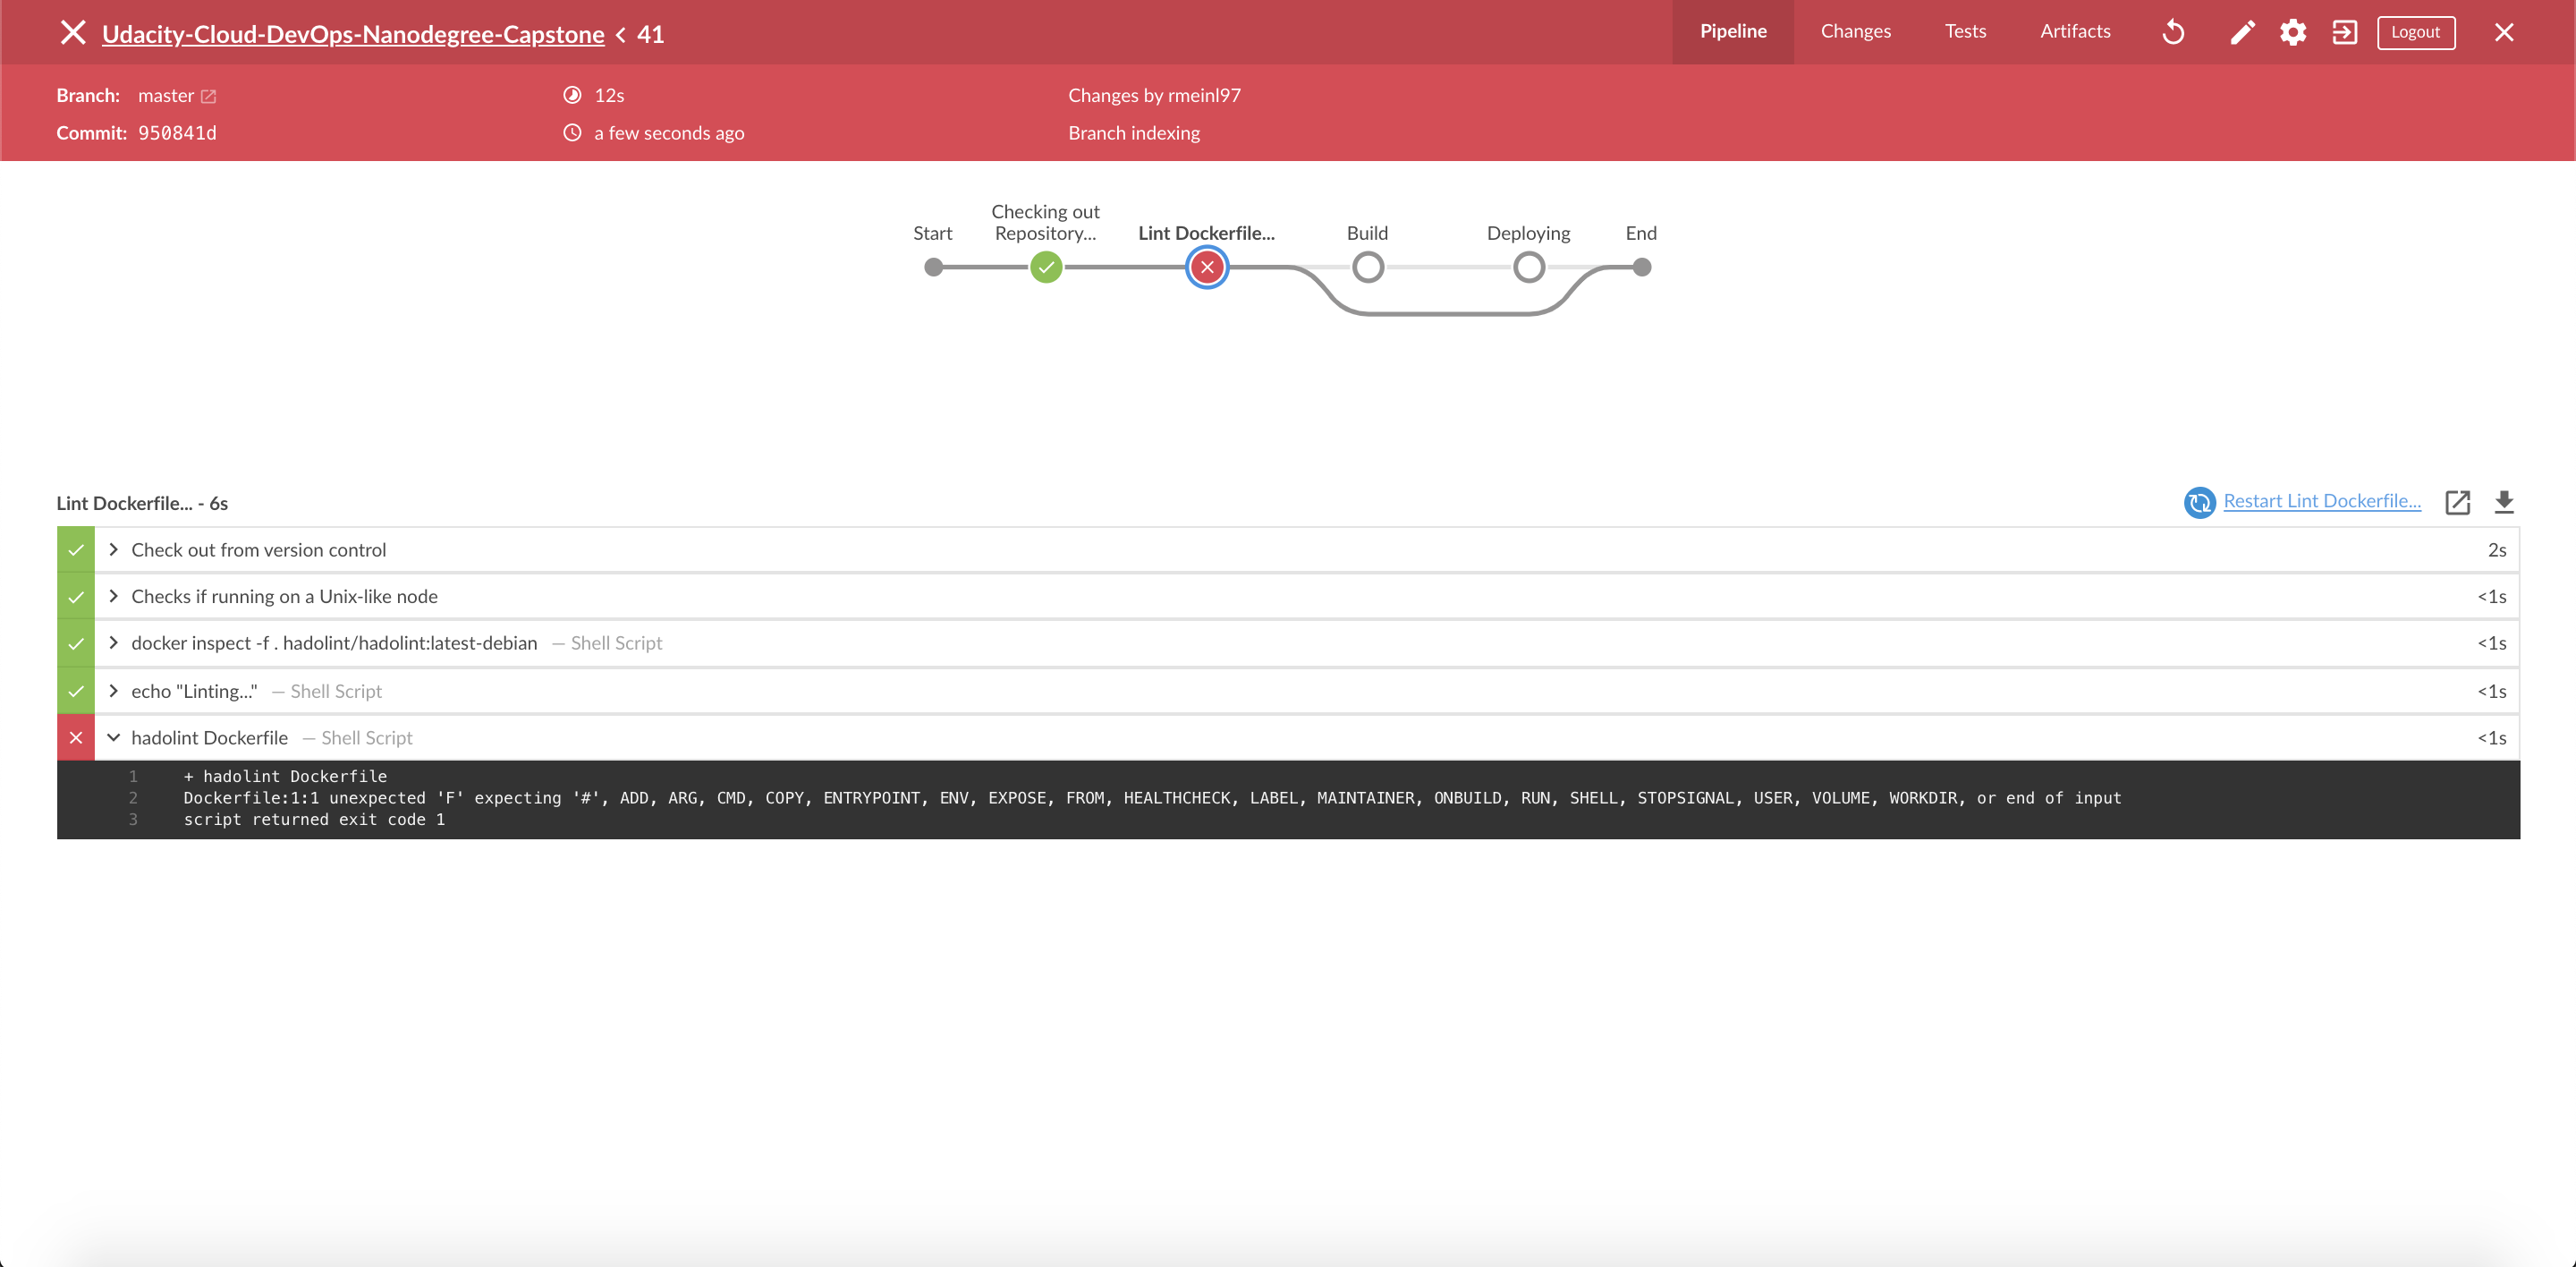 Udacity-Cloud-DevOps-Nanodegree-Capstone < 41
Pipeline
Changes
Tests
Artifacts
Logout
Branch: master
12s
Changes by rmeinl97
Commit: 950841d
a few seconds ago
Branch indexing
Start
Checking out
Repository...
Lint Dockerfile...
Build
Deploying
End
Lint Dockerfile... - 6s
Restart Lint Dockerfile...
Check out from version control 2s
Checks if running on a Unix-like node <1s
docker inspect -f . hadolint/hadolint:latest-debian — Shell Script <1s
echo "Linting..." — Shell Script <1s
hadolint Dockerfile — Shell Script <1s
1 + hadolint Dockerfile
2 Dockerfile:1:1 unexpected 'F' expecting '#', ADD, ARG, CMD, COPY, ENTRYPOINT, ENV, EXPOSE, FROM, HEALTHCHECK, LABEL, MAINTAINER, ONBUILD, RUN, SHELL, STOPSIGNAL, USER, VOLUME, WORKDIR, or end of input
3 script returned exit code 1